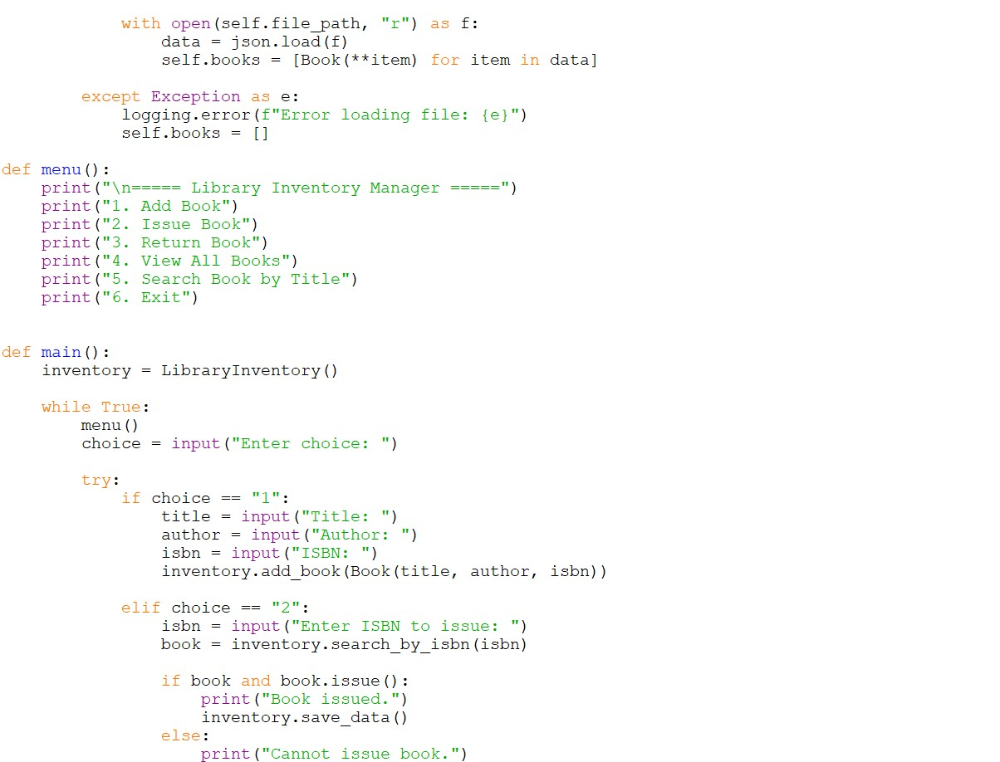 with open(self.file_path, "r") as f:
                data = json.load(f)
                self.books = [Book(**item) for item in data]

        except Exception as e:
            logging.error(f"Error loading file: {e}")
            self.books = []

def menu():
    print("\n===== Library Inventory Manager =====")
    print("1. Add Book")
    print("2. Issue Book")
    print("3. Return Book")
    print("4. View All Books")
    print("5. Search Book by Title")
    print("6. Exit")


def main():
    inventory = LibraryInventory()

    while True:
        menu()
        choice = input("Enter choice: ")

        try:
            if choice == "1":
                title = input("Title: ")
                author = input("Author: ")
                isbn = input("ISBN: ")
                inventory.add_book(Book(title, author, isbn))

            elif choice == "2":
                isbn = input("Enter ISBN to issue: ")
                book = inventory.search_by_isbn(isbn)

                if book and book.issue():
                    print("Book issued.")
                    inventory.save_data()
                else:
                    print("Cannot issue book.")